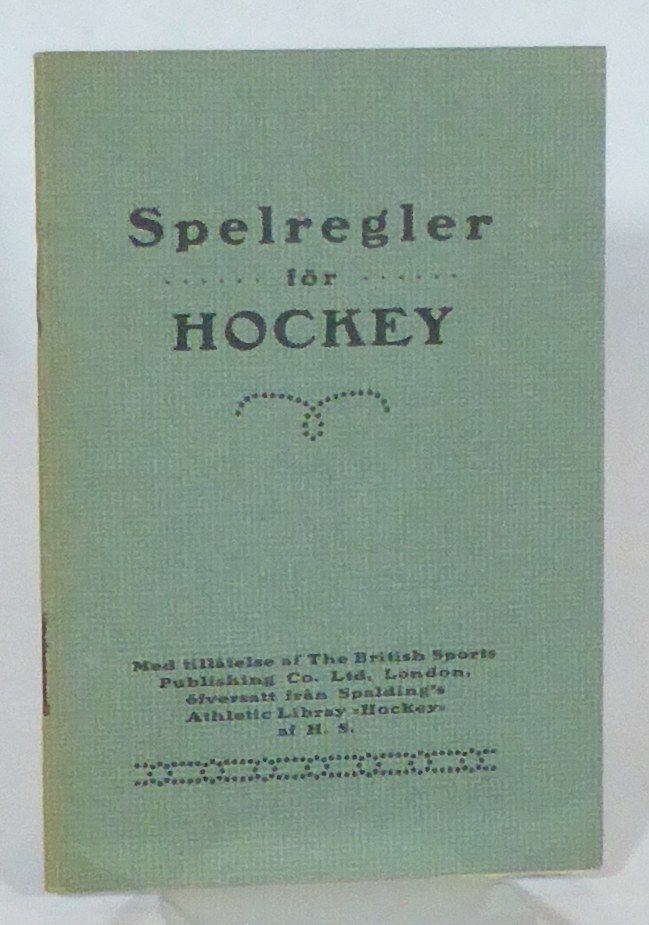 Spelregler
för
HOCKEY
Med tillåtelse af The British Sports
Publishing Co. Ltd, London,
öfversatt från Spalding's
Athletic Libray »Hockey»
af H. S.